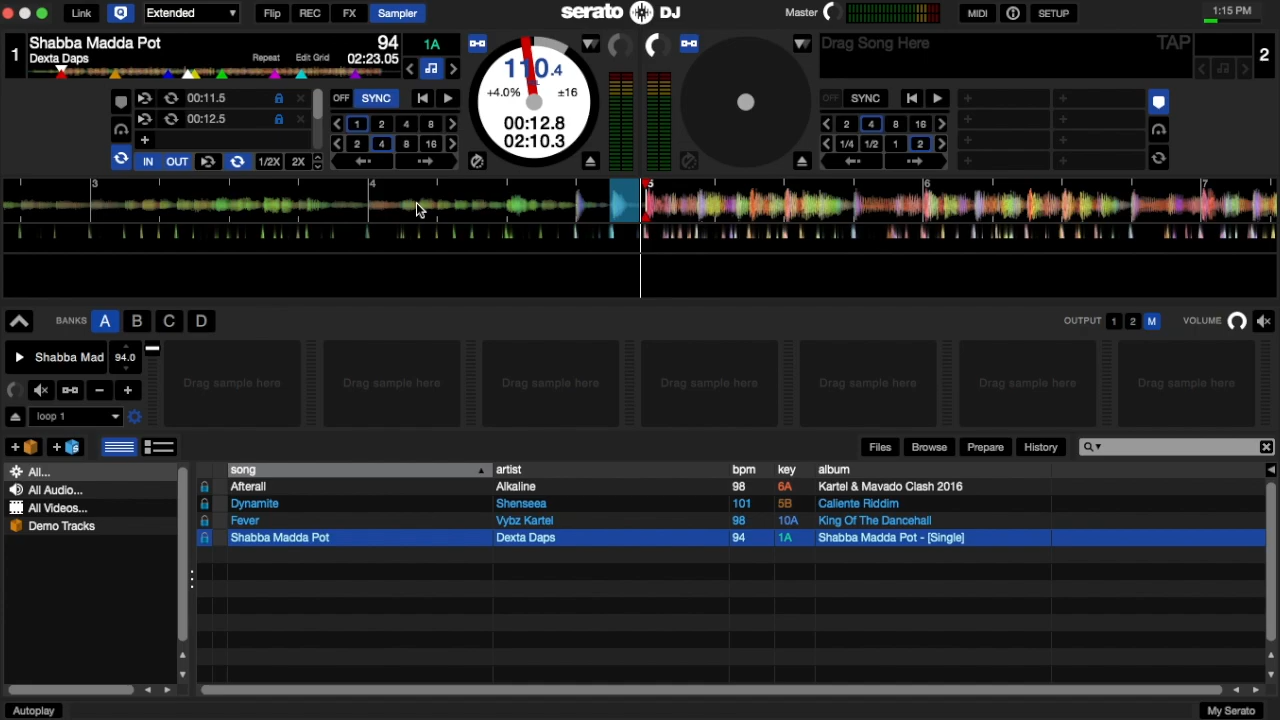 Link Extended Flip REC FX Sampler serato DJ Master MIDI SETUP 1:15 PM
1 Shabba Madda Pot 94 1A
Dexta Daps Repeat Edit Grid 02:23.05
Drag Song Here TAP 2
110.4
+4.0% ±16
00:12.8
02:10.3
00:11.5
00:12.5
IN OUT 1/2X 2X
OFF SYNC
1 2 4 8
2 4 8 16
OFF SYNC
2 4 8 16
1/4 1/2 1 2
3 4 5 6 7
BANKS A B C D OUTPUT 1 2 M VOLUME
Shabba Mad 94.0
Drag sample here Drag sample here Drag sample here Drag sample here Drag sample here Drag sample here Drag sample here
loop 1
Files Browse Prepare History
All...
All Audio...
All Videos...
Demo Tracks
song artist bpm key album
Afterall Alkaline 98 6A Kartel & Mavado Clash 2016
Dynamite Shenseea 101 5B Caliente Riddim
Fever Vybz Kartel 98 10A King Of The Dancehall
Shabba Madda Pot Dexta Daps 94 1A Shabba Madda Pot - [Single]
Autoplay My Serato